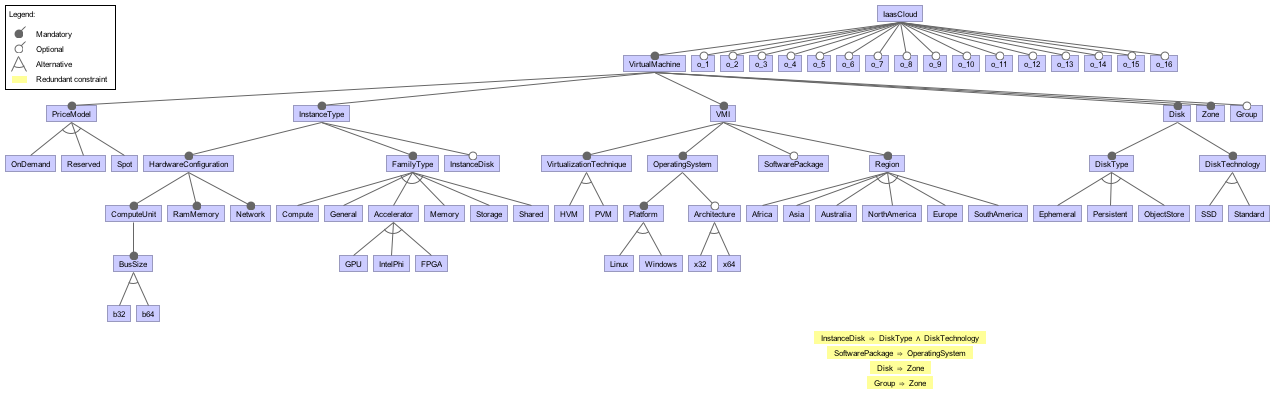 Legend:
Mandatory
Optional
Alternative
Redundant constraint
IaasCloud
VirtualMachine o_1 o_2 o_3 o_4 o_5 o_6 o_7 o_8 o_9 o_10 o_11 o_12 o_13 o_14 o_15 o_16
PriceModel InstanceType VMI Disk Zone Group
OnDemand Reserved Spot HardwareConfiguration FamilyType InstanceDisk VirtualizationTechnique OperatingSystem SoftwarePackage Region DiskType DiskTechnology
ComputeUnit RamMemory Network Compute General Accelerator Memory Storage Shared HVM PVM Platform Architecture Africa Asia Australia NorthAmerica Europe SouthAmerica Ephemeral Persistent ObjectStore SSD Standard
BusSize GPU IntelPhi FPGA Linux Windows x32 x64
b32 b64
InstanceDisk ⇒ DiskType ∧ DiskTechnology
SoftwarePackage ⇒ OperatingSystem
Disk ⇒ Zone
Group ⇒ Zone